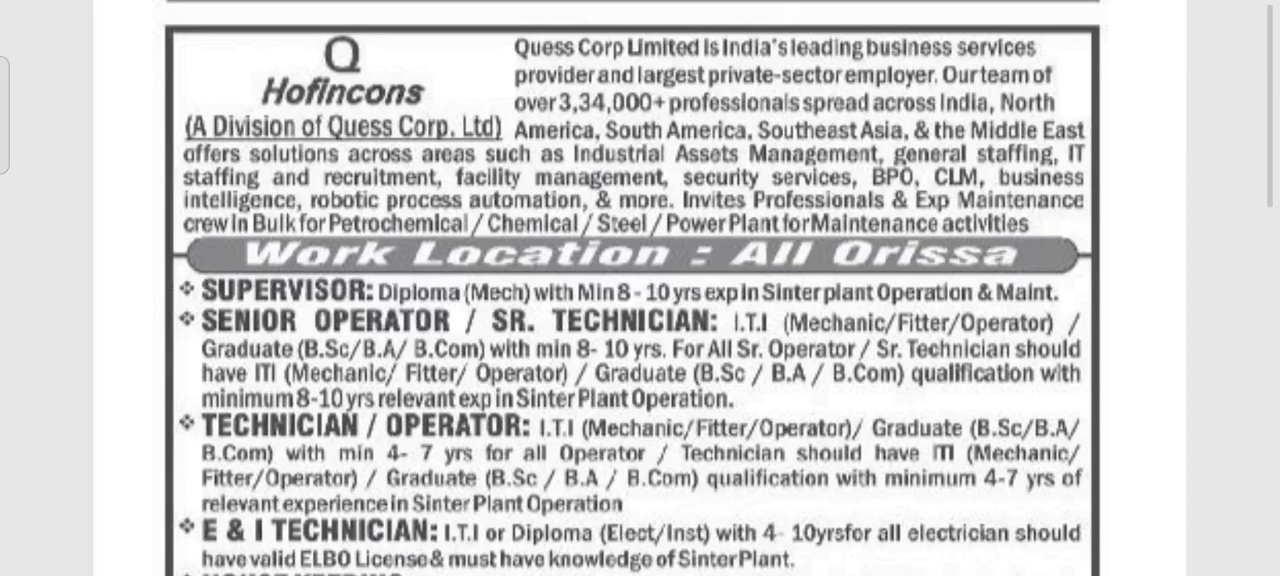 Q
Hofincons
(A Division of Quess Corp. Ltd)
Quess Corp Limited is India's leading business services
provider and largest private-sector employer. Our team of
over 3,34,000+ professionals spread across India, North
America, South America, Southeast Asia, & the Middle East
offers solutions across areas such as Industrial Assets Management, general staffing, IT
staffing and recruitment, facility management, security services, BPO, CLM, business
intelligence, robotic process automation, & more. Invites Professionals & Exp Maintenance
crew in Bulk for Petrochemical / Chemical / Steel / Power Plant for Maintenance activities
Work Location : All Orissa
❖ SUPERVISOR: Diploma (Mech) with Min 8 - 10 yrs exp in Sinter plant Operation & Maint.
❖ SENIOR OPERATOR / SR. TECHNICIAN: I.T.I (Mechanic/Fitter/Operator) /
Graduate (B.Sc/B.A/ B.Com) with min 8- 10 yrs. For All Sr. Operator / Sr. Technician should
have ITI (Mechanic/ Fitter/ Operator) / Graduate (B.Sc / B.A / B.Com) qualification with
minimum 8-10 yrs relevant exp in Sinter Plant Operation.
❖ TECHNICIAN / OPERATOR: I.T.I (Mechanic/Fitter/Operator)/ Graduate (B.Sc/B.A/
B.Com) with min 4- 7 yrs for all Operator / Technician should have ITI (Mechanic/
Fitter/Operator) / Graduate (B.Sc / B.A / B.Com) qualification with minimum 4-7 yrs of
relevant experience in Sinter Plant Operation
❖ E & I TECHNICIAN: I.T.I or Diploma (Elect/Inst) with 4- 10yrsfor all electrician should
have valid ELBO License & must have knowledge of Sinter Plant.